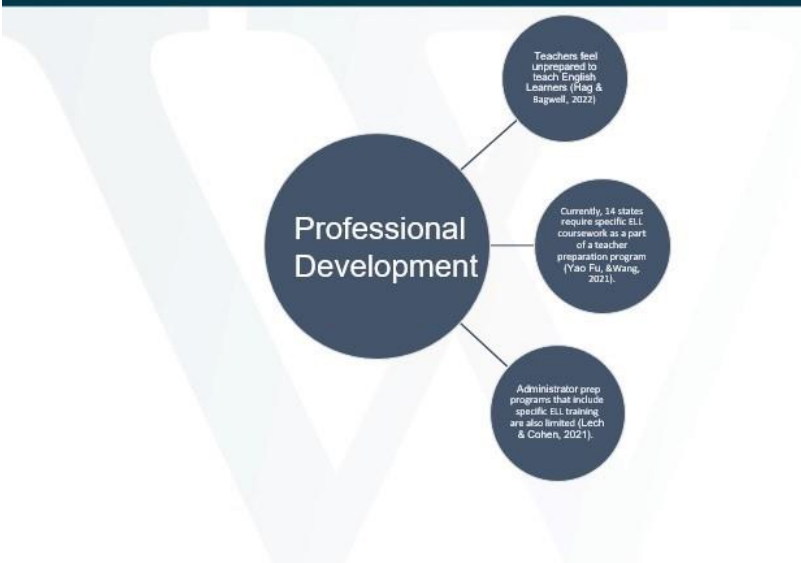 Teachers feel
unprepared to
teach English
Learners (Hag &
Bagwell, 2022)
Professional
Development
Currently, 14 states
require specific ELL
coursework as a part
of a teacher
preparation program
(Yao Fu, &Wang,
2021).
Administrator prep
programs that include
specific ELL training
are also limited (Lech
& Cohen, 2021).